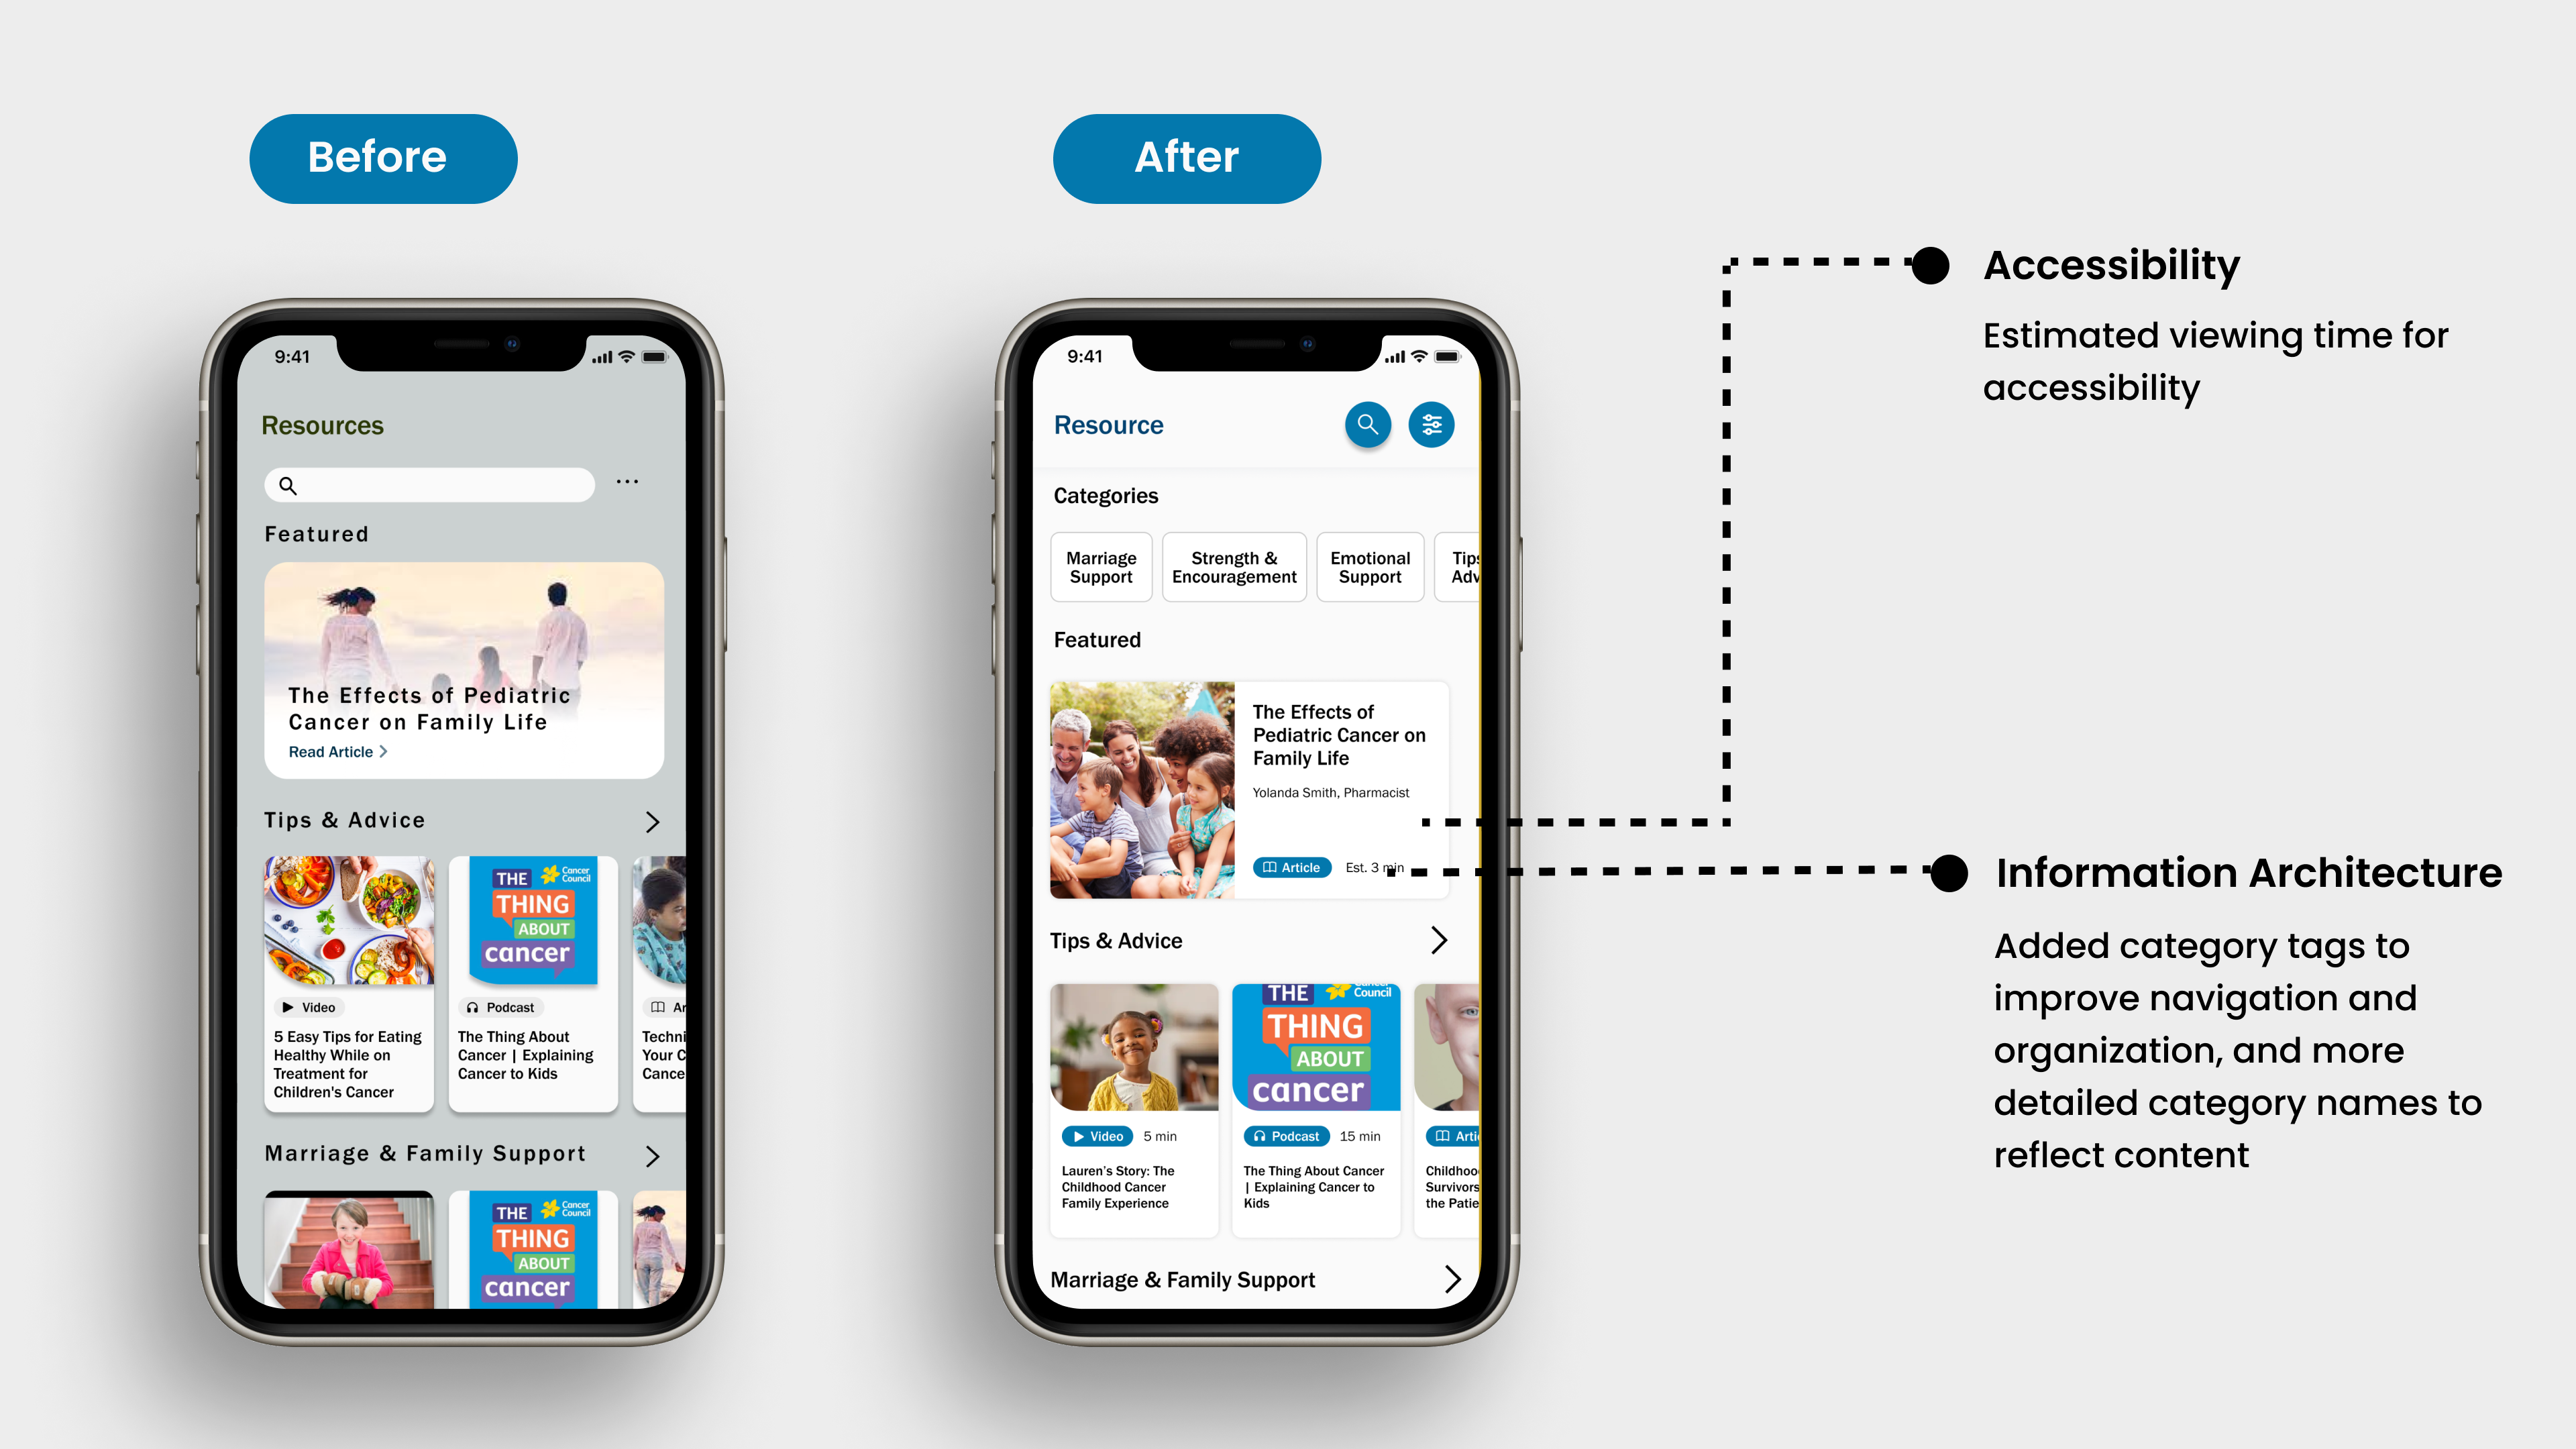 Before
9:41
Resources
Featured
The Effects of Pediatric
Cancer on Family Life
Read Article
Tips & Advice
THE
Cancer
Council
THING
ABOUT
cancer
Video
5 Easy Tips for Eating
Healthy While on
Treatment for
Children's Cancer
Podcast
The Thing About
Cancer | Explaining
Cancer to Kids
Ar
Techni
Your C
Cance
Marriage & Family Support
THE
Cancer
Council
THING
ABOUT
cancer
After
9:41
Resource
Categories
Marriage
Support
Strength &
Encouragement
Emotional
Support
Tips
Adv
Featured
The Effects of
Pediatric Cancer on
Family Life
Yolanda Smith, Pharmacist
Article
Est. 3 min
Tips & Advice
THE
Council
THING
ABOUT
cancer
Video
5 min
Lauren's Story: The
Childhood Cancer
Family Experience
Podcast
15 min
The Thing About Cancer
| Explaining Cancer to
Kids
Arti
Childhoo
Survivors
the Patie
Marriage & Family Support
Accessibility
Estimated viewing time for
accessibility
Information Architecture
Added category tags to
improve navigation and
organization, and more
detailed category names to
reflect content